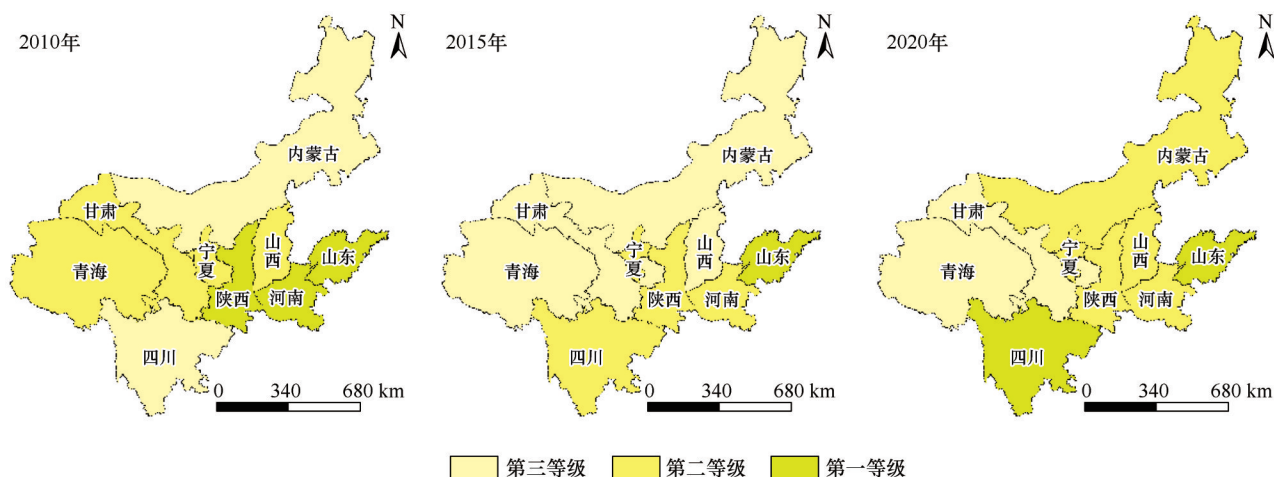 2010年
N
内蒙古
甘肃
宁夏
山西
山东
青海
陕西
河南
四川
0 340 680 km
2015年
N
内蒙古
甘肃
宁夏
山西
山东
青海
陕西
河南
四川
0 340 680 km
2020年
N
内蒙古
甘肃
宁夏
山西
山东
青海
陕西
河南
四川
0 340 680 km
第三等级 第二等级 第一等级